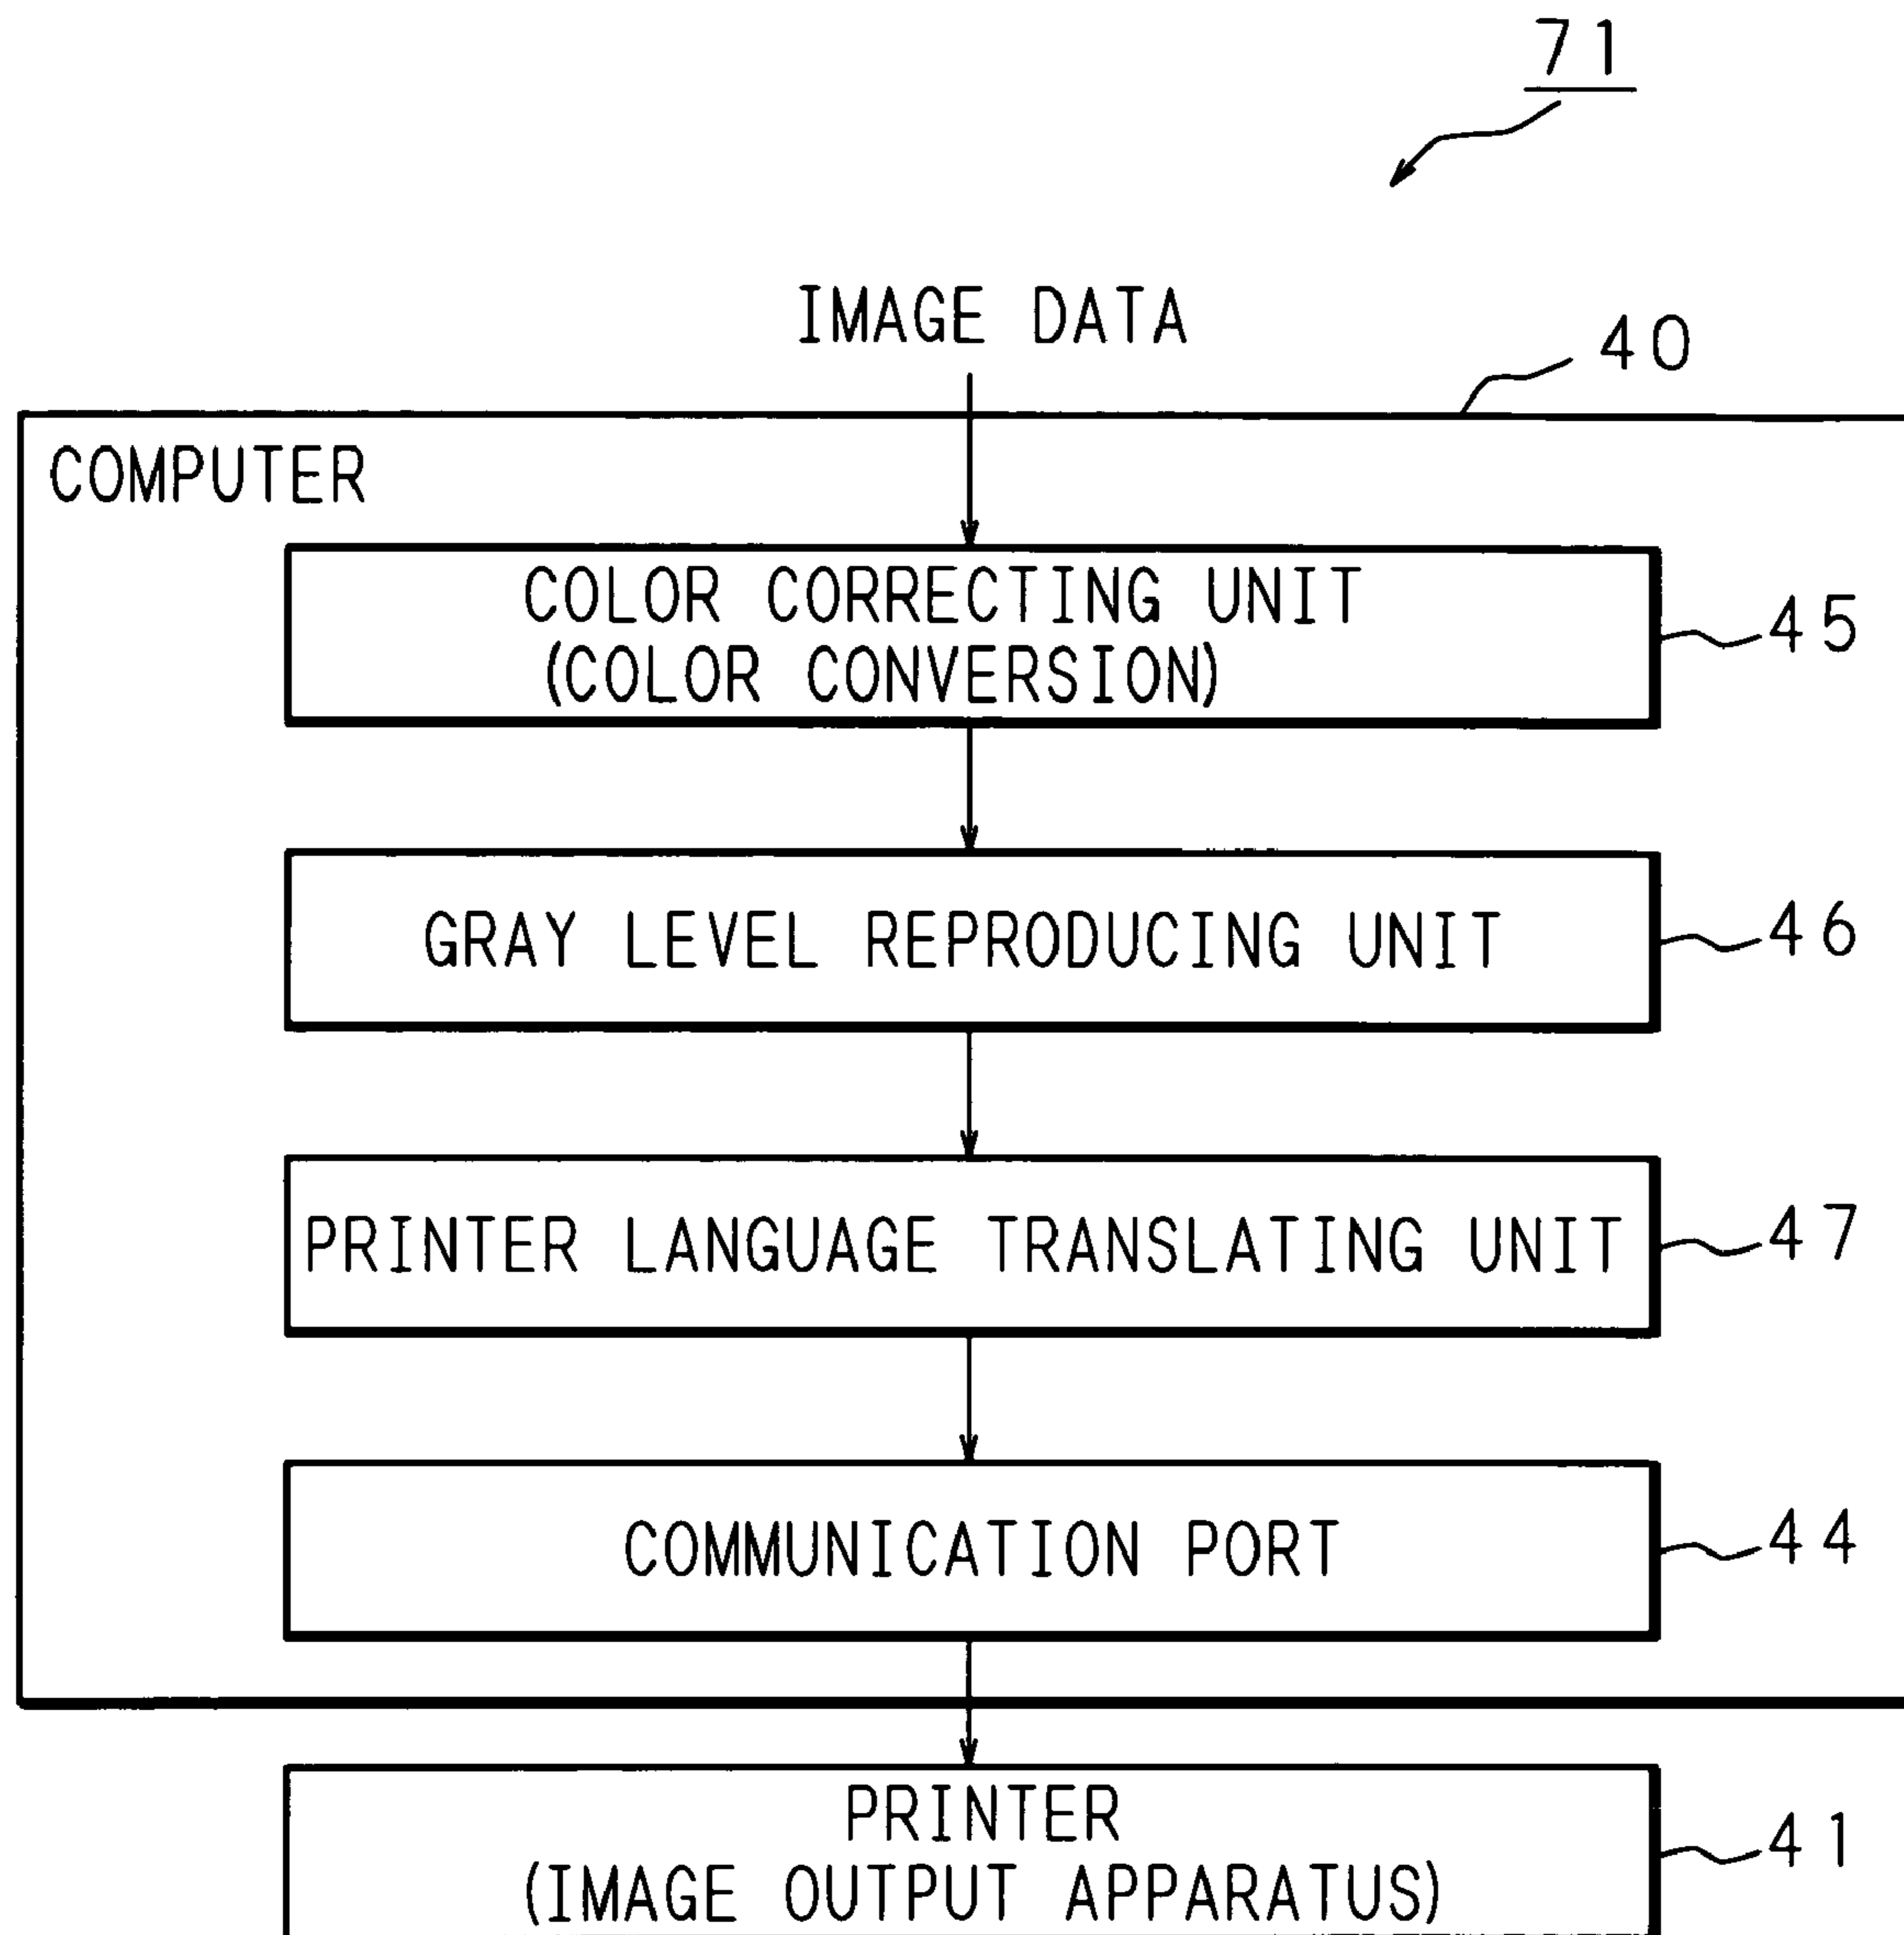 71
IMAGE DATA
40
COMPUTER
COLOR CORRECTING UNIT
(COLOR CONVERSION)
45
GRAY LEVEL REPRODUCING UNIT
46
PRINTER LANGUAGE TRANSLATING UNIT
47
COMMUNICATION PORT
44
PRINTER
(IMAGE OUTPUT APPARATUS)
41